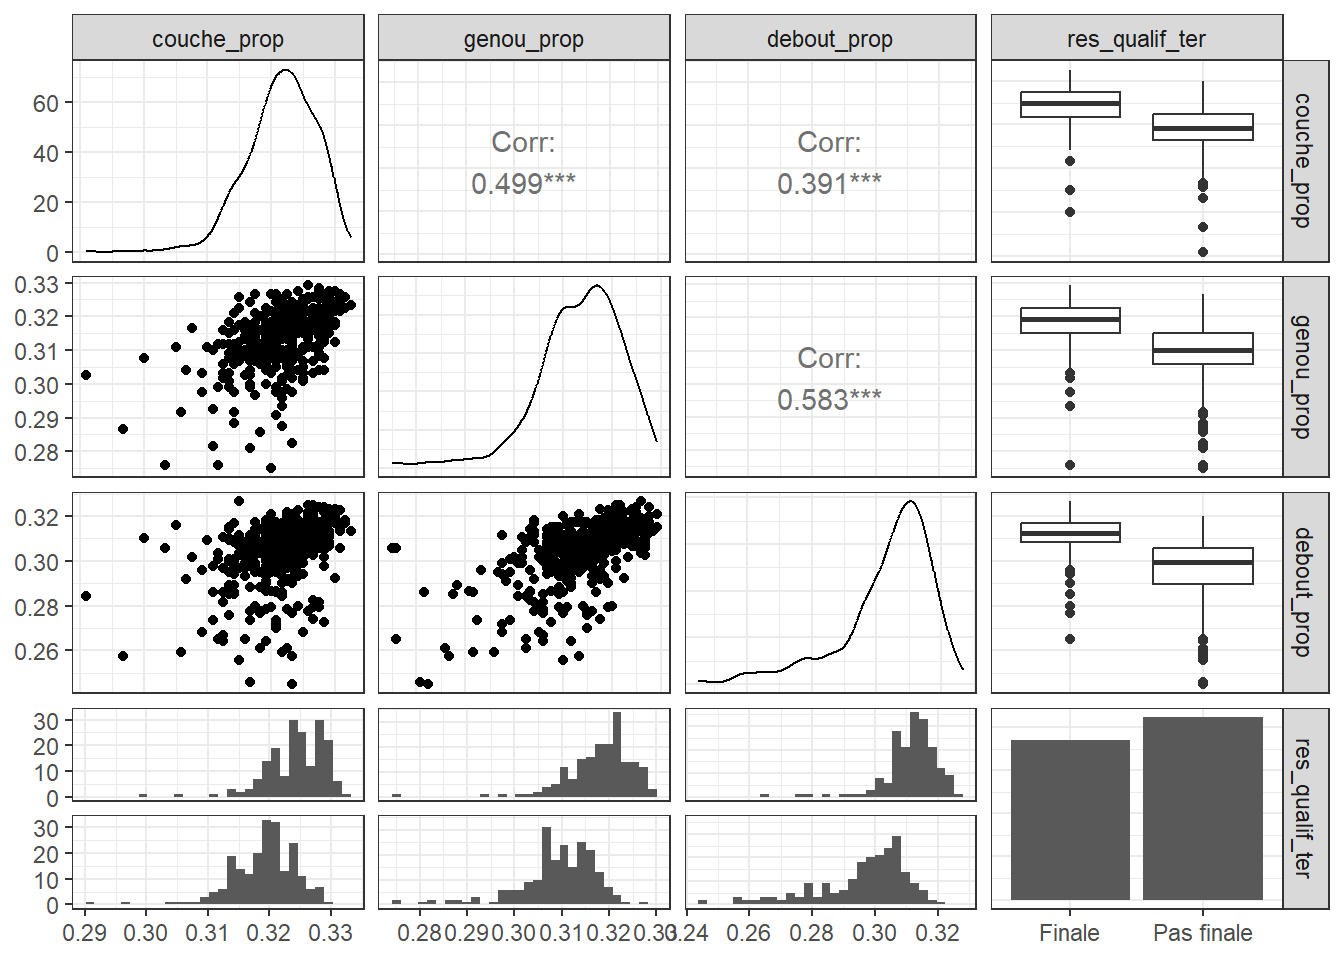 couche_prop genou_prop debout_prop res_qualif_ter
60
40
20
0
Corr:
0.499***
Corr:
0.391***
couche_prop
0.33
0.32
0.31
0.30
0.29
0.28
Corr:
0.583***
genou_prop
0.32
0.30
0.28
0.26
debout_prop
30
20
10
0
30
20
10
0
res_qualif_ter
0.29 0.30 0.31 0.32 0.33
0.28 0.29 0.30 0.31 0.32 0.33
0.24 0.26 0.28 0.30 0.32
Finale Pas finale